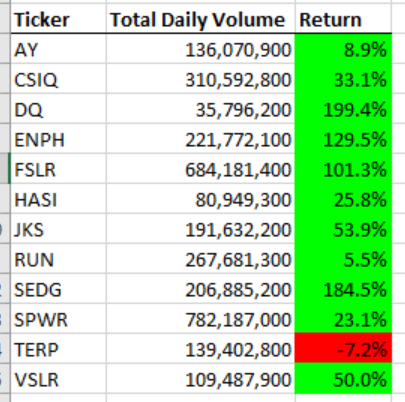 Ticker Total Daily Volume Return
AY 136,070,900 8.9%
CSIQ 310,592,800 33.1%
DQ 35,796,200 199.4%
ENPH 221,772,100 129.5%
FSLR 684,181,400 101.3%
HASI 80,949,300 25.8%
JKS 191,632,200 53.9%
RUN 267,681,300 5.5%
SEDG 206,885,200 184.5%
SPWR 782,187,000 23.1%
TERP 139,402,800 -7.2%
VSLR 109,487,900 50.0%